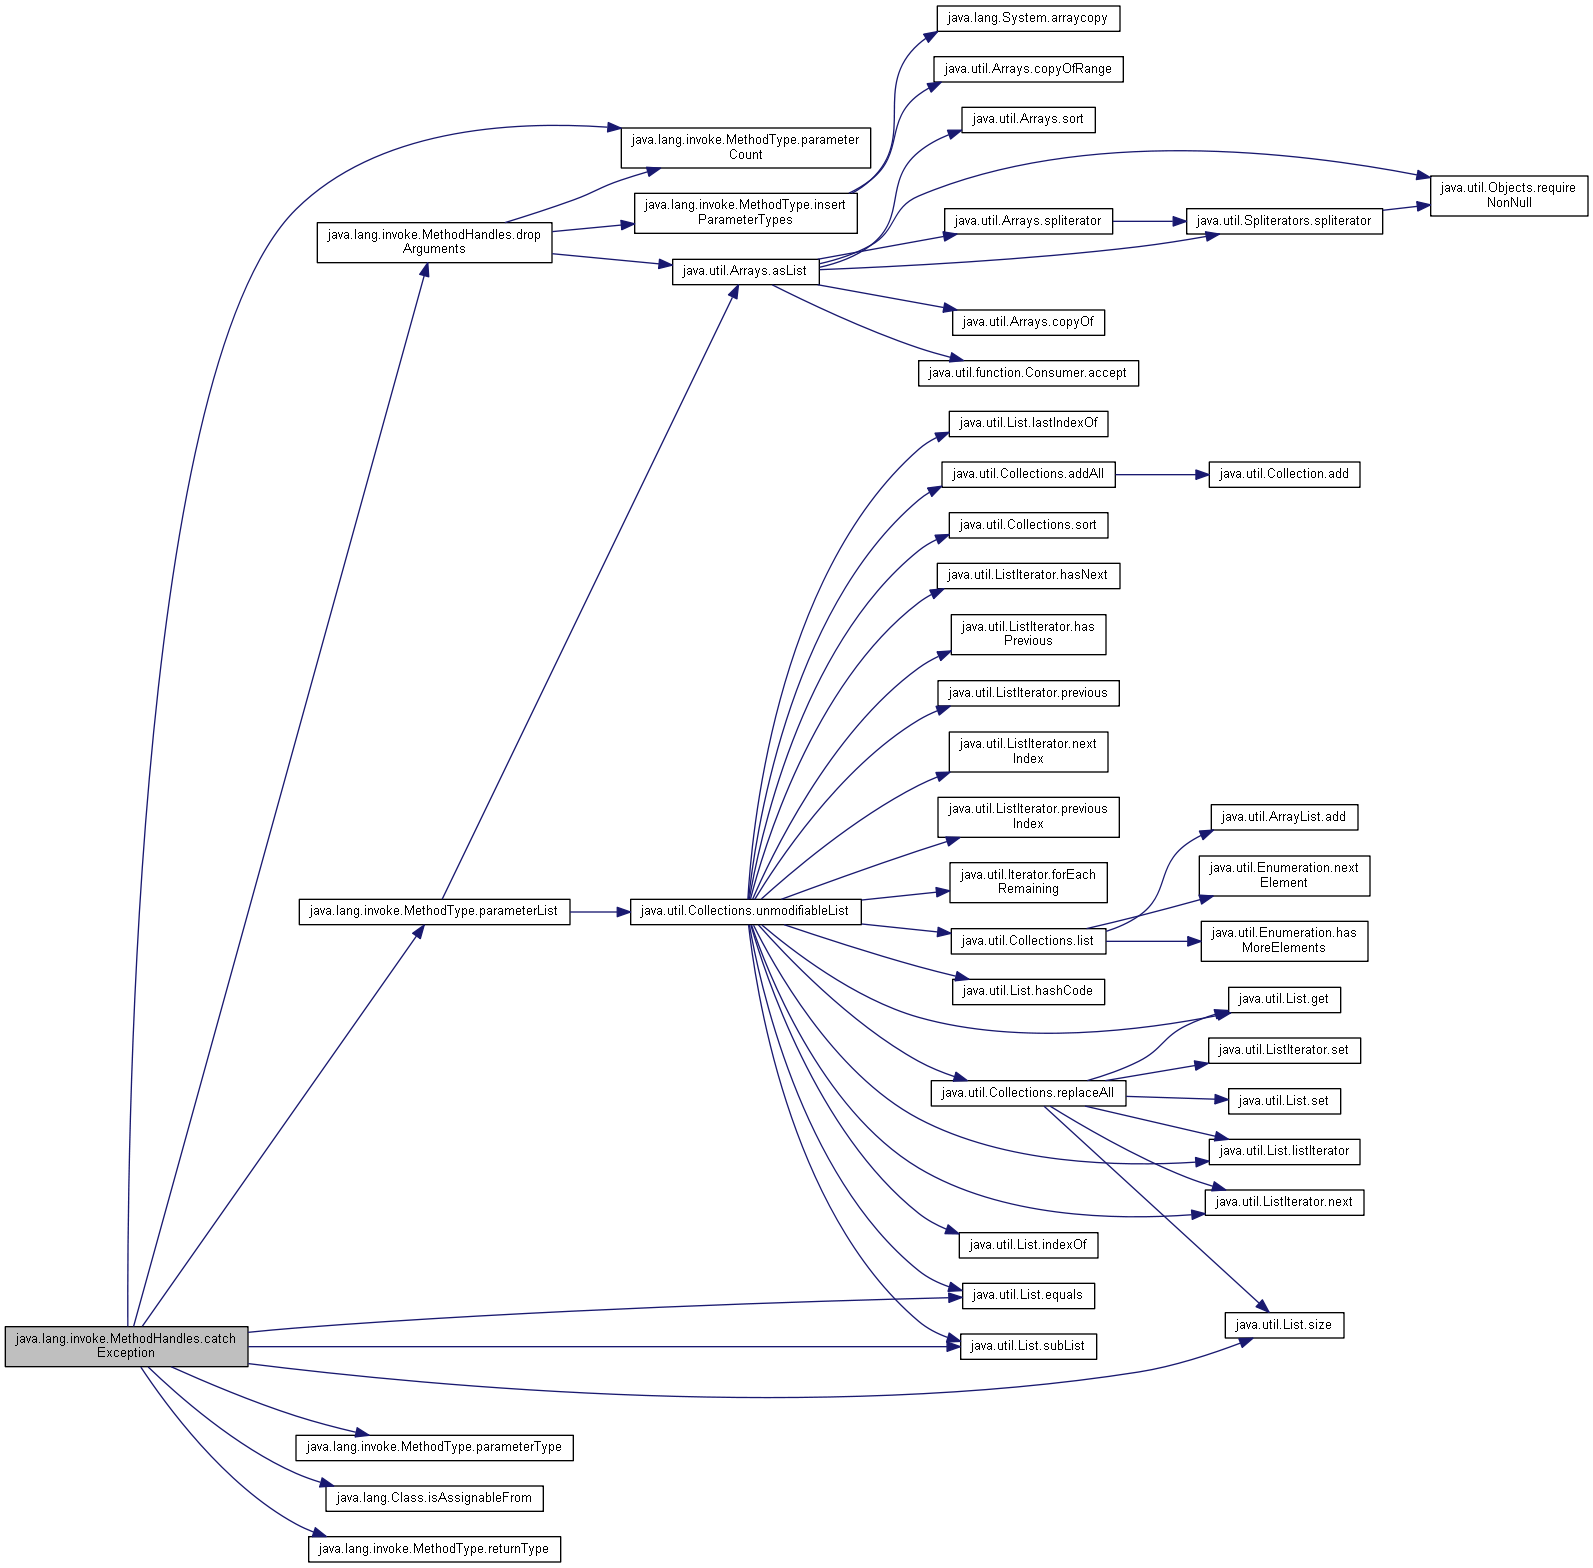 java.lang.System.arraycopy
java.util.Arrays.copyOfRange
java.util.Arrays.sort
java.lang.invoke.MethodType.parameter
Count
java.util.Objects.require
NonNull
java.lang.invoke.MethodType.insert
ParameterTypes
java.util.Arrays.spliterator
java.util.Spliterators.spliterator
java.lang.invoke.MethodHandles.drop
Arguments
java.util.Arrays.asList
java.util.Arrays.copyOf
java.util.function.Consumer.accept
java.util.List.lastIndexOf
java.util.Collections.addAll
java.util.Collection.add
java.util.Collections.sort
java.util.ListIterator.hasNext
java.util.ListIterator.has
Previous
java.util.ListIterator.previous
java.util.ListIterator.next
Index
java.util.ListIterator.previous
Index
java.util.ArrayList.add
java.util.Iterator.forEach
Remaining
java.util.Enumeration.next
Element
java.lang.invoke.MethodType.parameterList
java.util.Collections.unmodifiableList
java.util.Collections.list
java.util.Enumeration.has
MoreElements
java.util.List.hashCode
java.util.List.get
java.util.ListIterator.set
java.util.Collections.replaceAll
java.util.List.set
java.util.List.listIterator
java.util.ListIterator.next
java.util.List.indexOf
java.util.List.equals
java.util.List.size
java.lang.invoke.MethodHandles.catch
Exception
java.util.List.subList
java.lang.invoke.MethodType.parameterType
java.lang.Class.isAssignableFrom
java.lang.invoke.MethodType.returnType